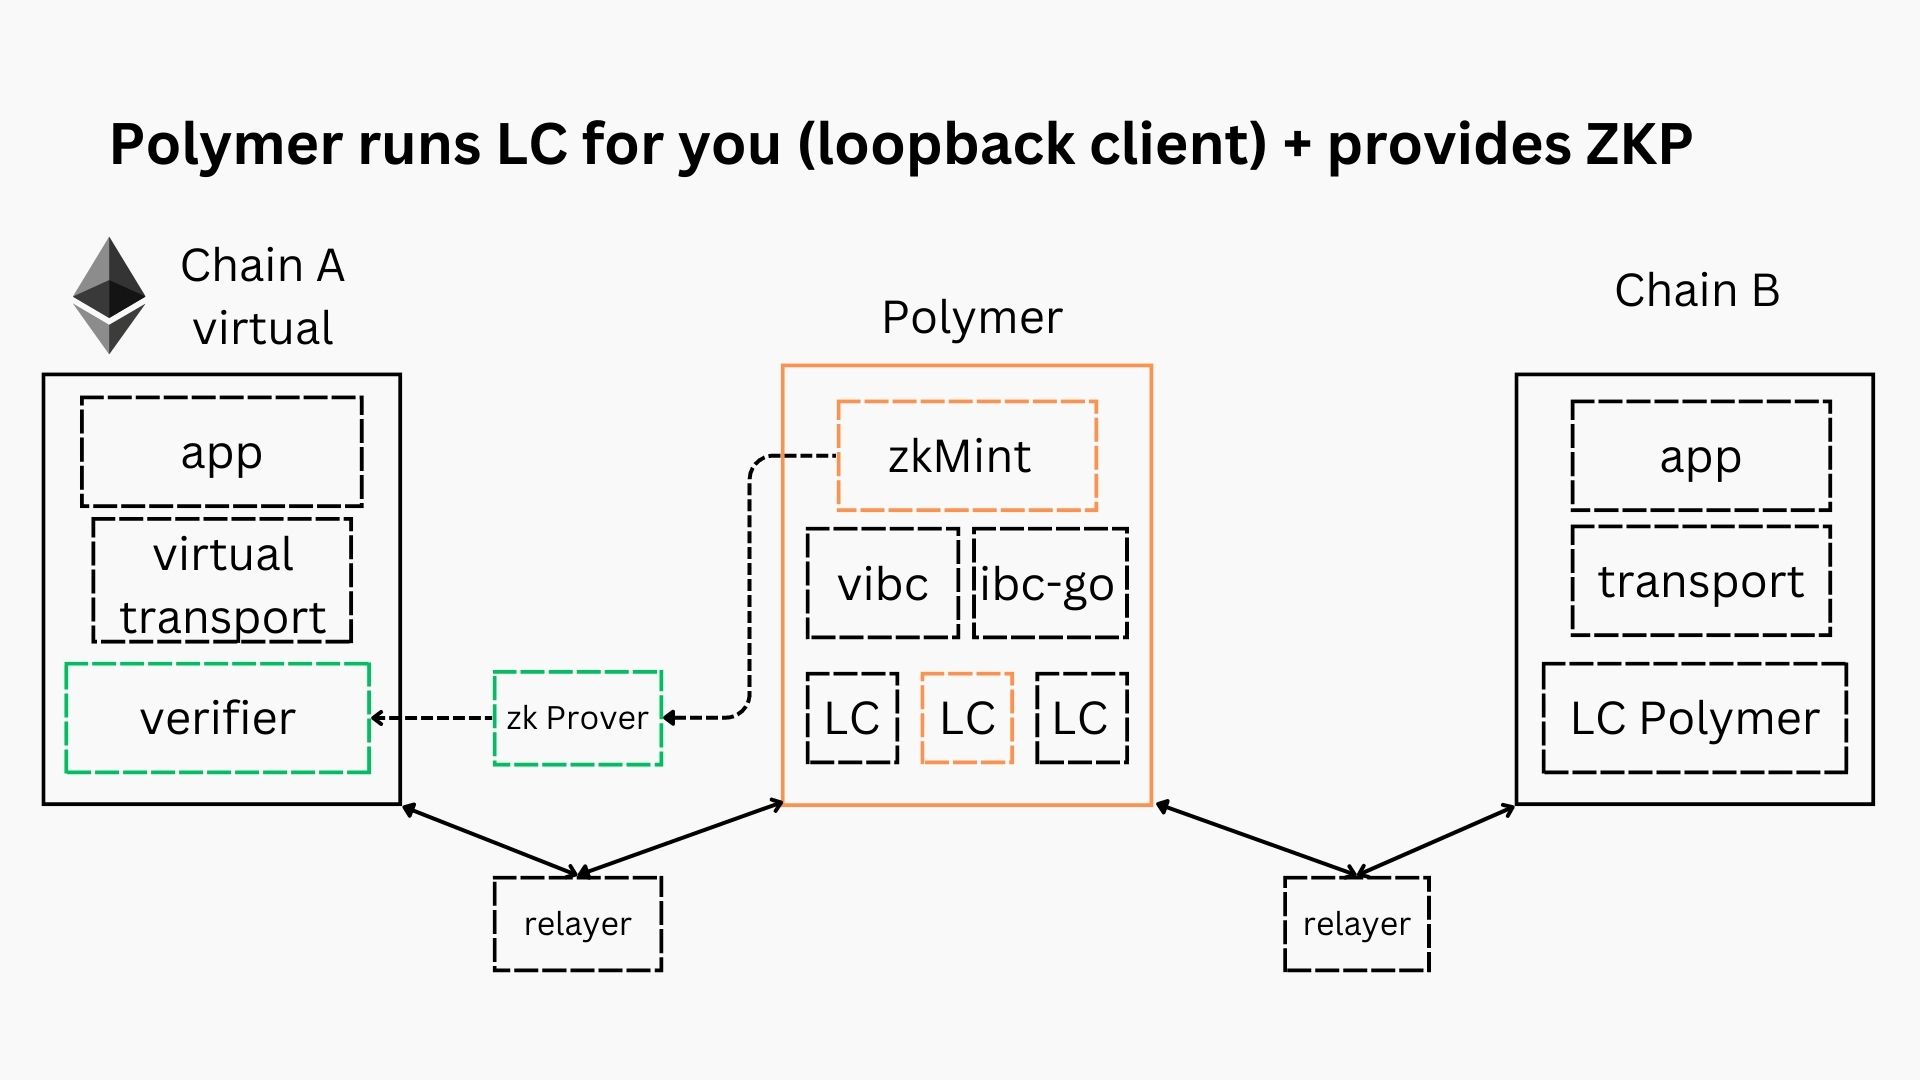 Polymer runs LC for you (loopback client) + provides ZKP
Chain A
virtual
app
virtual
transport
verifier
zk Prover
relayer
Polymer
zkMint
vibc
ibc-go
LC
LC
LC
relayer
Chain B
app
transport
LC Polymer